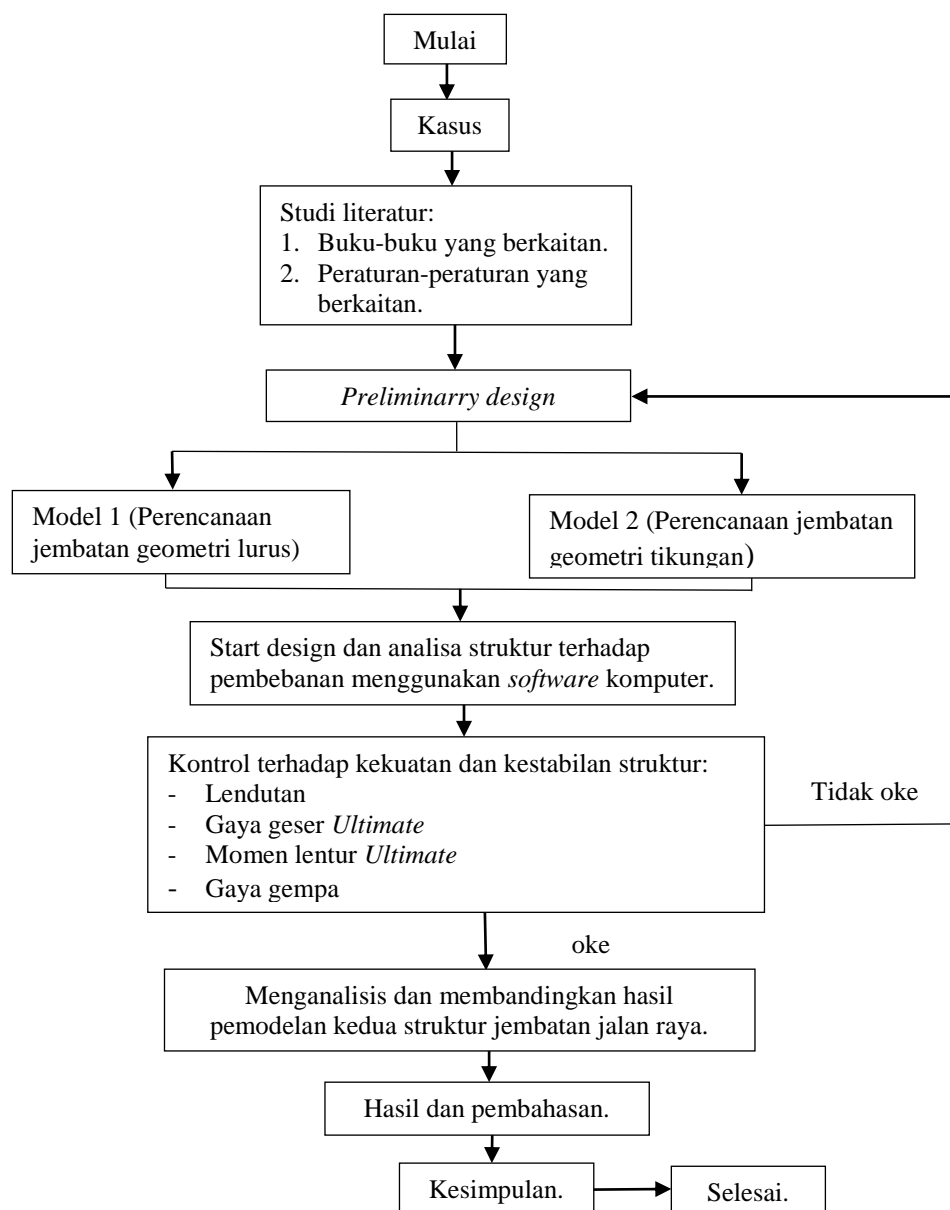 Mulai
Kasus
Studi literatur:
1. Buku-buku yang berkaitan.
2. Peraturan-peraturan yang
berkaitan.
Preliminarry design
Model 1 (Perencanaan
jembatan geometri lurus)
Model 2 (Perencanaan jembatan
geometri tikungan)
Start design dan analisa struktur terhadap
pembebanan menggunakan software komputer.
Kontrol terhadap kekuatan dan kestabilan struktur:
- Lendutan
- Gaya geser Ultimate
- Momen lentur Ultimate
- Gaya gempa
Tidak oke
oke
Menganalisis dan membandingkan hasil
pemodelan kedua struktur jembatan jalan raya.
Hasil dan pembahasan.
Kesimpulan.
Selesai.